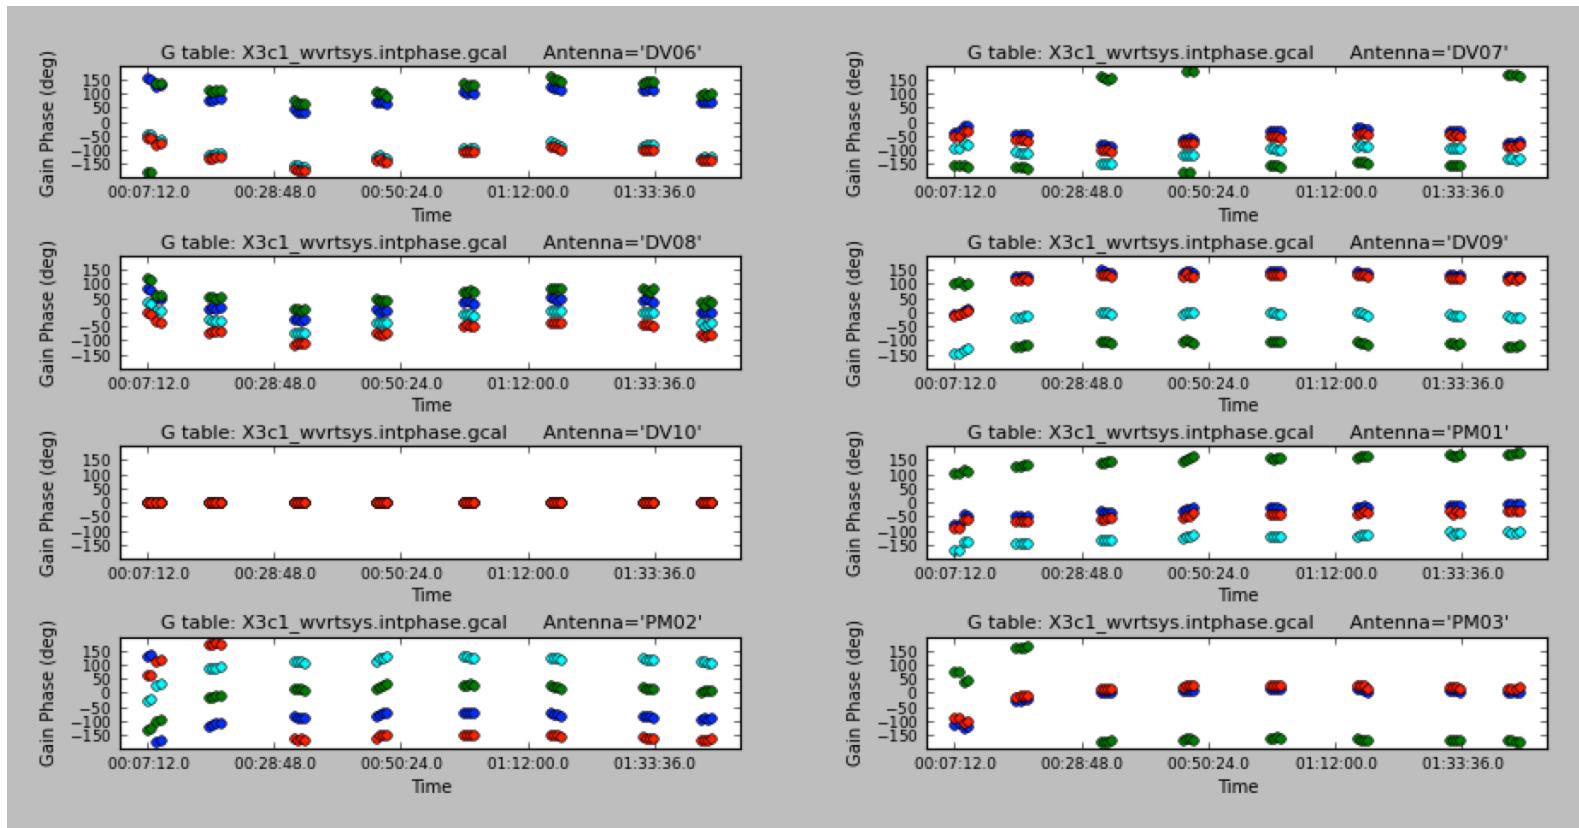 G table: X3c1_wvrtsys.intphase.gcal Antenna='DV06'
Gain Phase (deg)
150
100
50
0
−50
−100
−150
00:07:12.0 00:28:48.0 00:50:24.0 01:12:00.0 01:33:36.0
Time
G table: X3c1_wvrtsys.intphase.gcal Antenna='DV07'
Gain Phase (deg)
150
100
50
0
−50
−100
−150
00:07:12.0 00:28:48.0 00:50:24.0 01:12:00.0 01:33:36.0
Time
G table: X3c1_wvrtsys.intphase.gcal Antenna='DV08'
Gain Phase (deg)
150
100
50
0
−50
−100
−150
00:07:12.0 00:28:48.0 00:50:24.0 01:12:00.0 01:33:36.0
Time
G table: X3c1_wvrtsys.intphase.gcal Antenna='DV09'
Gain Phase (deg)
150
100
50
0
−50
−100
−150
00:07:12.0 00:28:48.0 00:50:24.0 01:12:00.0 01:33:36.0
Time
G table: X3c1_wvrtsys.intphase.gcal Antenna='DV10'
Gain Phase (deg)
150
100
50
0
−50
−100
−150
00:07:12.0 00:28:48.0 00:50:24.0 01:12:00.0 01:33:36.0
Time
G table: X3c1_wvrtsys.intphase.gcal Antenna='PM01'
Gain Phase (deg)
150
100
50
0
−50
−100
−150
00:07:12.0 00:28:48.0 00:50:24.0 01:12:00.0 01:33:36.0
Time
G table: X3c1_wvrtsys.intphase.gcal Antenna='PM02'
Gain Phase (deg)
150
100
50
0
−50
−100
−150
00:07:12.0 00:28:48.0 00:50:24.0 01:12:00.0 01:33:36.0
Time
G table: X3c1_wvrtsys.intphase.gcal Antenna='PM03'
Gain Phase (deg)
150
100
50
0
−50
−100
−150
00:07:12.0 00:28:48.0 00:50:24.0 01:12:00.0 01:33:36.0
Time